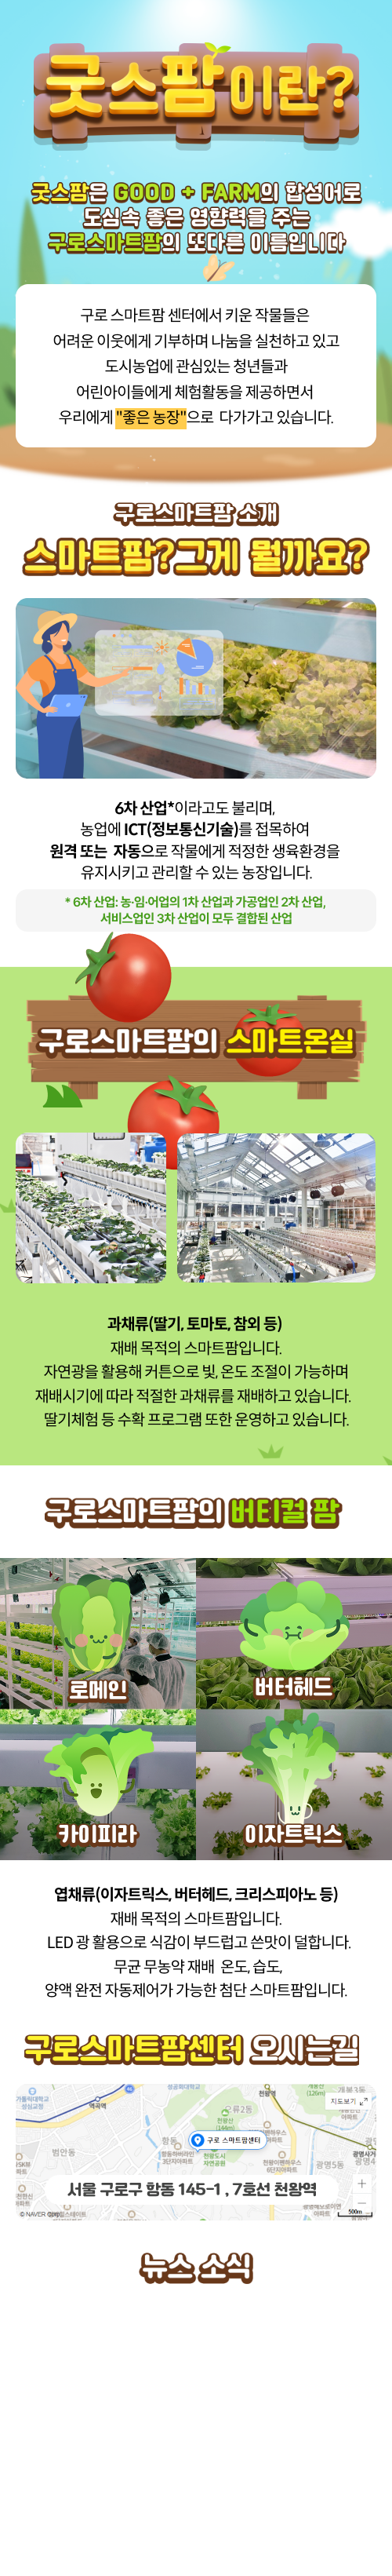 굿스팜이란?
굿스팜은 GOOD + FARM의 합성어로
도심속 좋은 영향력을 주는
구로스마트팜의 또다른 이름입니다
구로 스마트팜 센터에서 키운 작물들은
어려운 이웃에게 기부하며 나눔을 실천하고 있고
도시농업에 관심있는 청년들과
어린아이들에게 체험활동을 제공하면서
우리에게 "좋은 농장"으로 다가가고 있습니다.
구로스마트팜 소개
스마트팜?그게 뭘까요?
6차 산업*이라고도 불리며,
농업에 ICT(정보통신기술)를 접목하여
원격 또는 자동으로 작물에게 적정한 생육환경을
유지시키고 관리할 수 있는 농장입니다.
* 6차 산업: 농·임·어업의 1차 산업과 가공업인 2차 산업,
서비스업인 3차 산업이 모두 결합된 산업
구로스마트팜의 스마트온실
과채류(딸기, 토마토, 참외 등)
재배 목적의 스마트팜입니다.
자연광을 활용해 커튼으로 빛, 온도 조절이 가능하며
재배시기에 따라 적절한 과채류를 재배하고 있습니다.
딸기체험 등 수확 프로그램 또한 운영하고 있습니다.
구로스마트팜의 버티컬 팜
로메인
버터헤드
카이피라
이자트릭스
엽채류(이자트릭스, 버터헤드, 크리스피아노 등)
재배 목적의 스마트팜입니다.
LED 광 활용으로 식감이 부드럽고 쓴맛이 덜합니다.
무균 무농약 재배 온도, 습도,
양액 완전 자동제어가 가능한 첨단 스마트팜입니다.
구로스마트팜센터 오시는길
지도보기
역곡역
천왕역
범안동
항동
구로 스마트팜센터
광명5동
광명사거
서울 구로구 항동 145-1 , 7호선 천왕역
© NAVER
500m
뉴스 소식